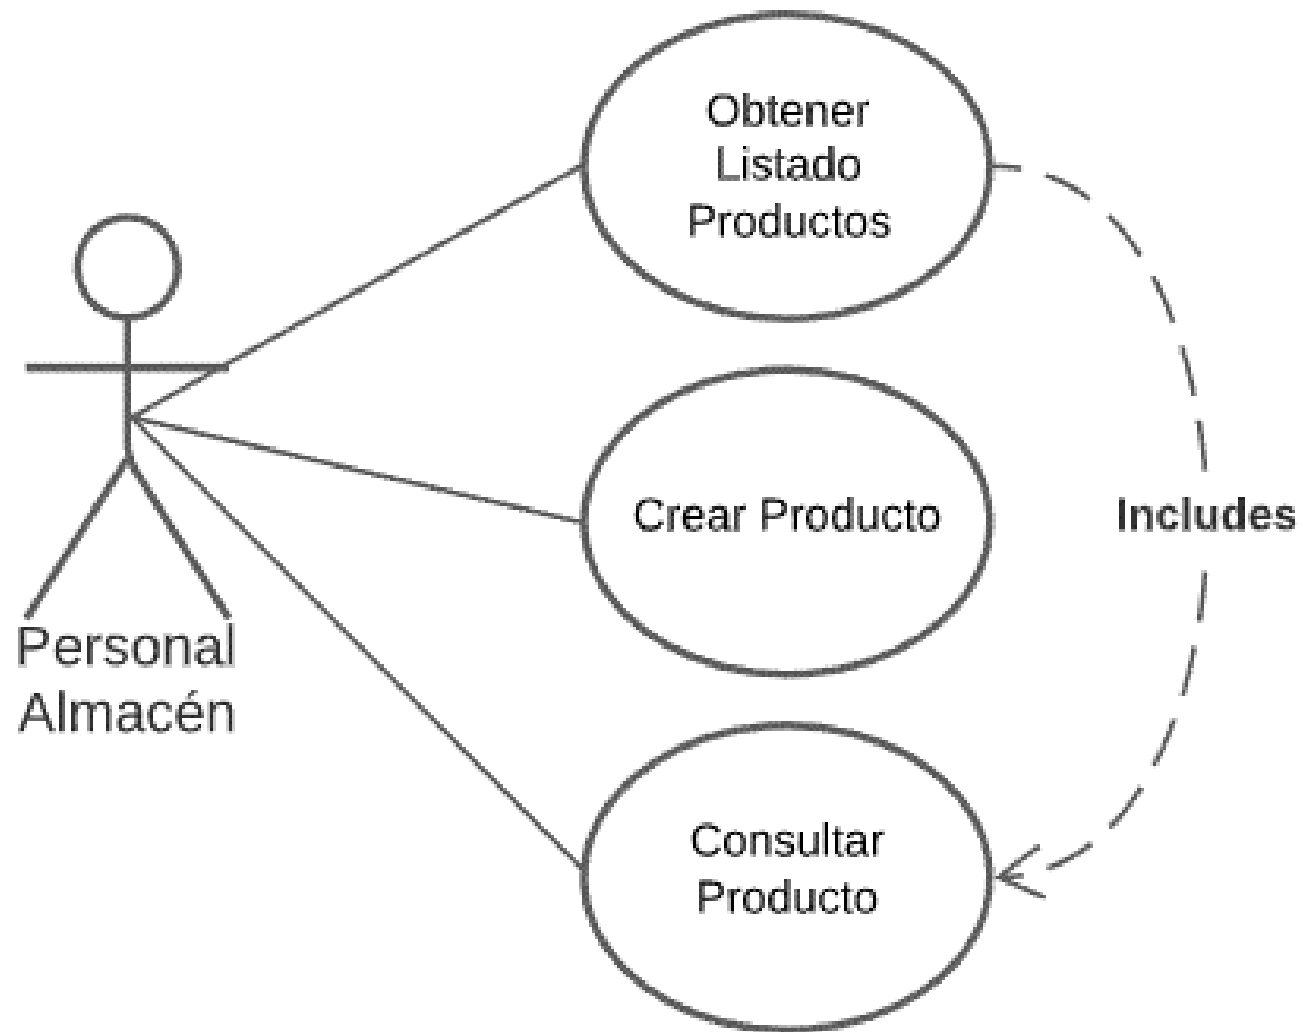 Obtener
Listado
Productos
Crear Producto
Includes
Personal
Almacén
Consultar
Producto